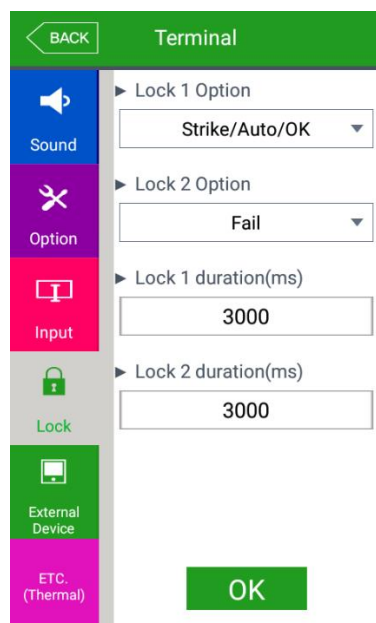 BACK
Terminal
Sound
Option
Input
Lock
External
Device
ETC.
(Thermal)
► Lock 1 Option
Strike/Auto/OK
► Lock 2 Option
Fail
► Lock 1 duration(ms)
3000
► Lock 2 duration(ms)
3000
OK